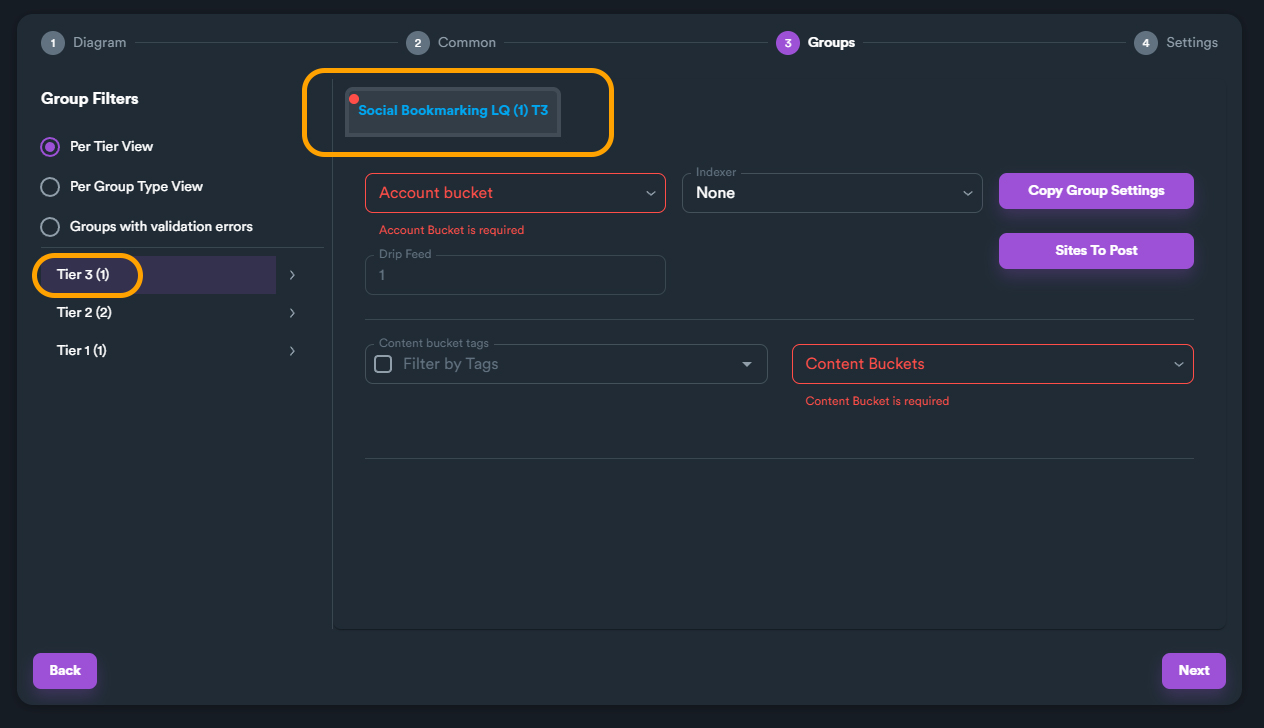 1 Diagram
2 Common
3 Groups
4 Settings
Group Filters
Per Tier View
Per Group Type View
Groups with validation errors
Tier 3 (1)
Tier 2 (2)
Tier 1 (1)
Social Bookmarking LQ (1) T3
Account bucket
Account Bucket is required
Indexer
None
Copy Group Settings
Sites To Post
Drip Feed
1
Content bucket tags
Filter by Tags
Content Buckets
Content Bucket is required
Back
Next